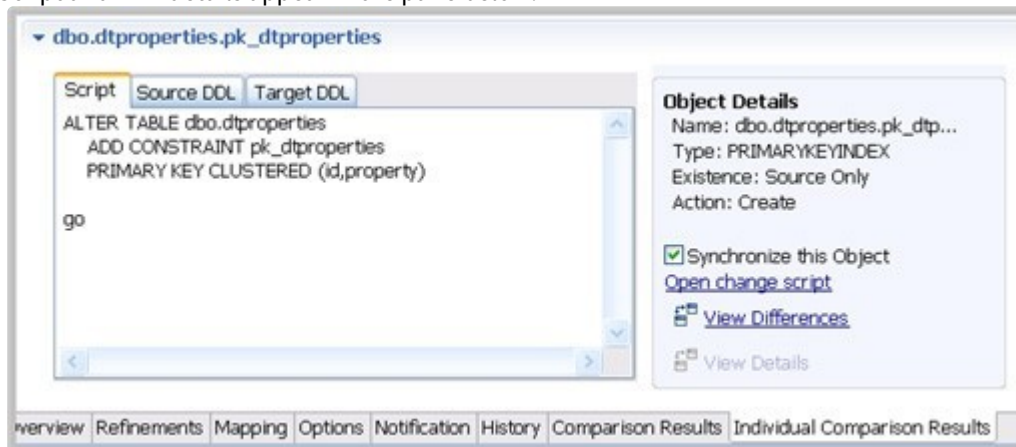 dbo.dtproperties.pk_dtproperties
Script Source DDL Target DDL
ALTER TABLE dbo.dtproperties
ADD CONSTRAINT pk_dtproperties
PRIMARY KEY CLUSTERED (id,property)
go
Object Details
Name: dbo.dtproperties.pk_dtp...
Type: PRIMARYKEYINDEX
Existence: Source Only
Action: Create
Synchronize this Object
Open change script
View Differences
View Details
verview Refinements Mapping Options Notification History Comparison Results Individual Comparison Results